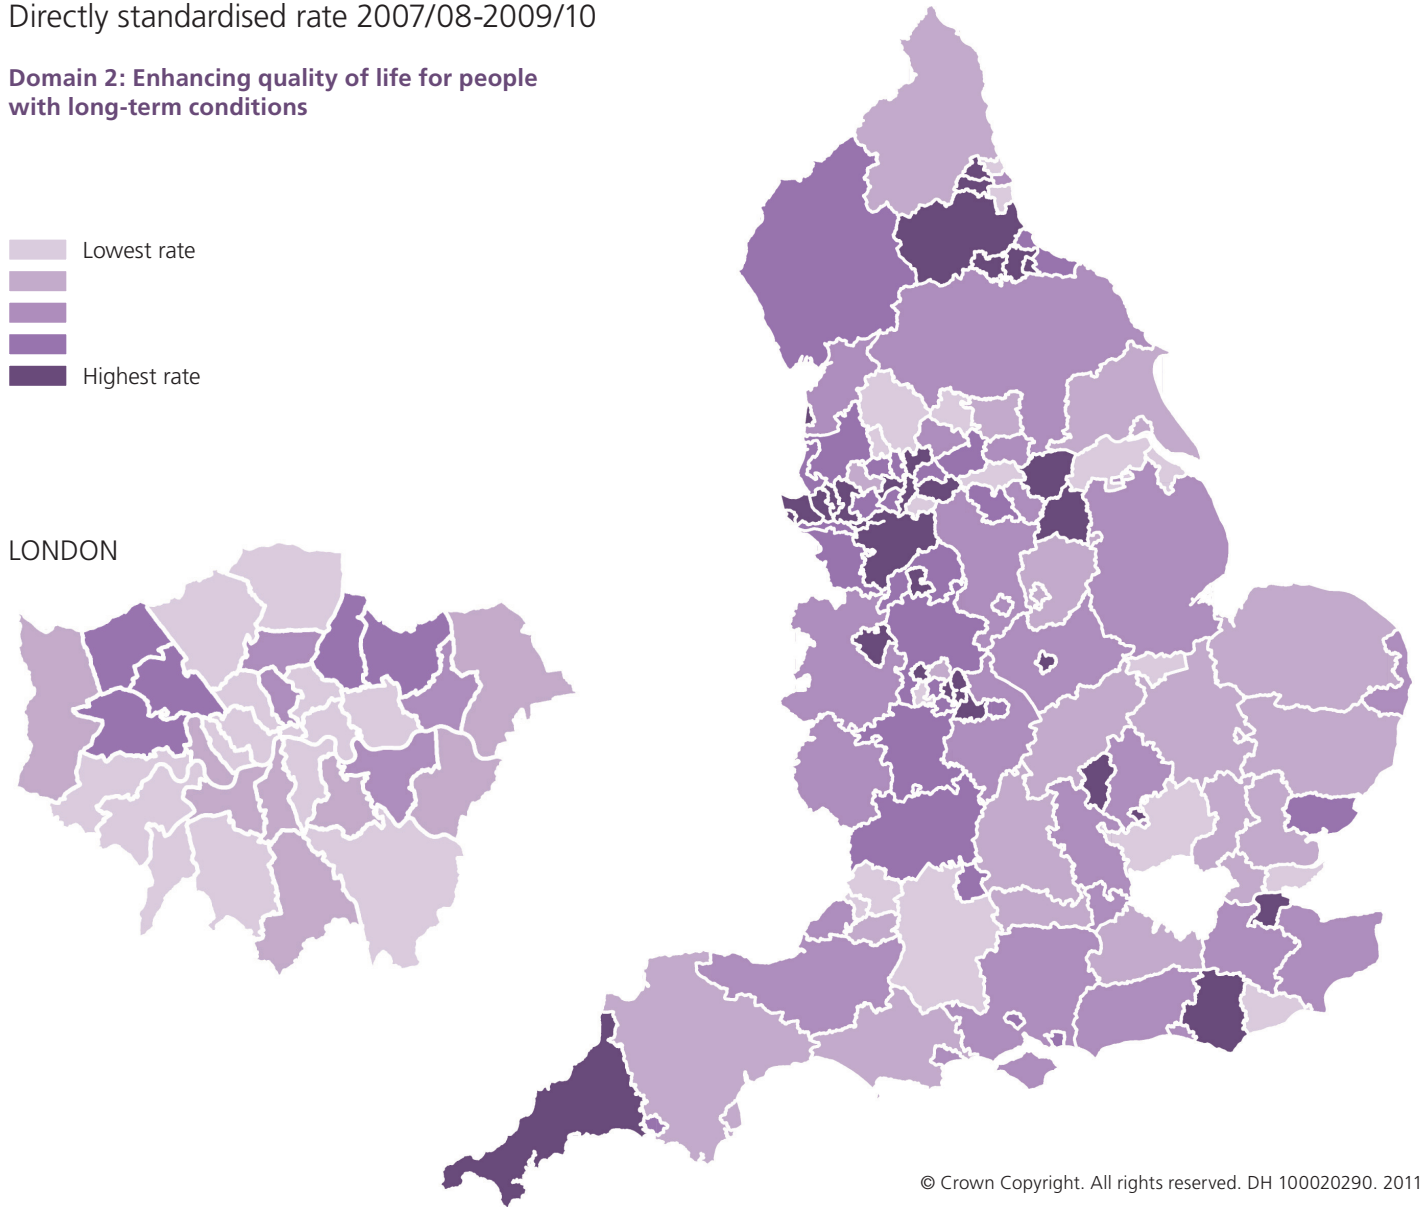 Directly standardised rate 2007/08-2009/10
Domain 2: Enhancing quality of life for people
with long-term conditions
Lowest rate
Highest rate
LONDON
© Crown Copyright. All rights reserved. DH 100020290. 2011